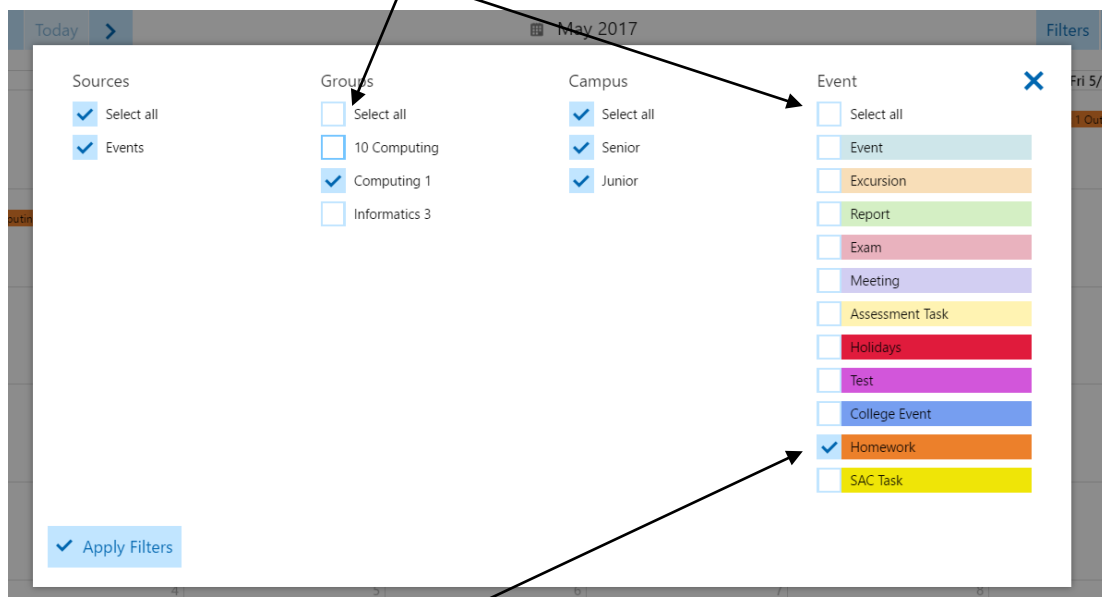 Today
May 2017
Filters
Fri 5/
Sources
Select all
Events
Groups
Select all
10 Computing
Computing 1
Informatics 3
Campus
Select all
Senior
Junior
Event
Select all
Event
Excursion
Report
Exam
Meeting
Assessment Task
Holidays
Test
College Event
Homework
SAC Task
1 Out
Apply Filters
4
5
6
7
8